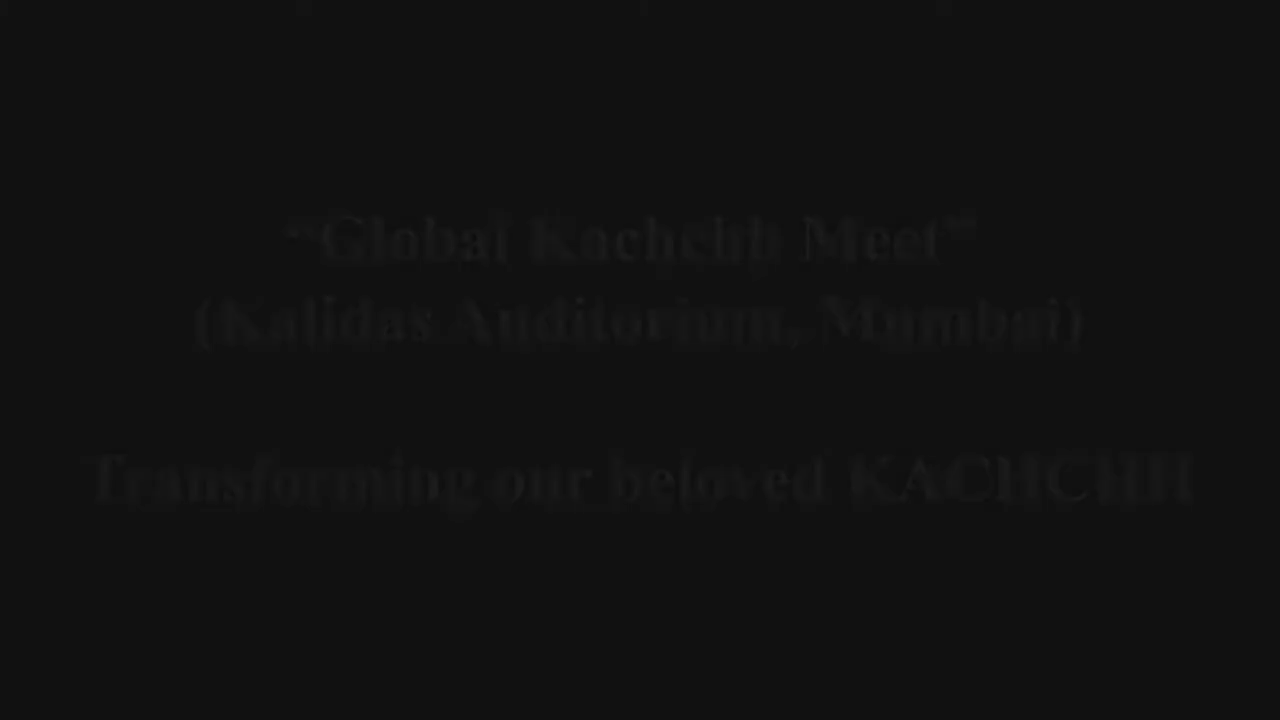 “Global Kachchh Meet”
(Kalidas Auditorium, Mumbai)
Transforming our beloved KACHCHH